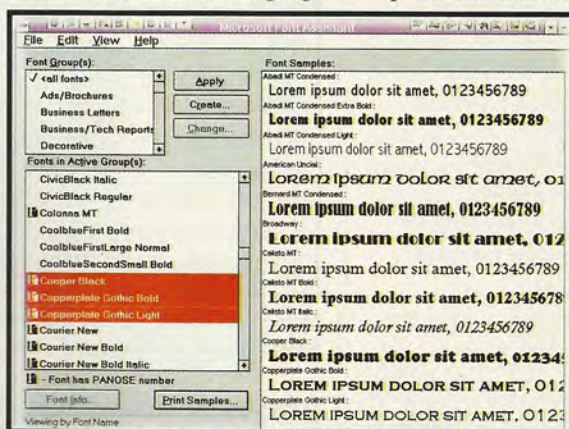 Microsoft Font Assistant
File Edit View Help
Font Group(s):
✓ <all fonts>
Ads/Brochures
Business Letters
Business/Tech Reports
Decorative
Apply
Create...
Change...
Fonts in Active Group(s):
CivicBlack Italic
CivicBlack Regular
Colonna MT
CoolblueFirst Bold
CoolblueFirstLarge Normal
CoolblueSecondSmall Bold
Cooper Black
Copperplate Gothic Bold
Copperplate Gothic Light
Courier New
Courier New Bold
Courier New Bold Italic
- Font has PANOSE number
Font Info...
Print Samples...
Viewing by Font Name
Font Samples:
Abadi MT Condensed :
Lorem ipsum dolor sit amet, 0123456789
Abadi MT Condensed Extra Bold :
Lorem ipsum dolor sit amet, 0123456789
Abadi MT Condensed Light :
Lorem ipsum dolor sit amet, 0123456789
American Uncial :
Lorem ipsum dolor sit amet, 01
Bernard MT Condensed :
Lorem ipsum dolor sit amet, 0123456789
Broadway :
Lorem ipsum dolor sit amet, 012
Calisto MT :
Lorem ipsum dolor sit amet, 0123456789
Calisto MT Bold :
Lorem ipsum dolor sit amet, 012345678
Calisto MT Italic :
Lorem ipsum dolor sit amet, 0123456789
Cooper Black :
Lorem ipsum dolor sit amet, 01234
Copperplate Gothic Bold :
LOREM IPSUM DOLOR SIT AMET, 012
Copperplate Gothic Light :
LOREM IPSUM DOLOR SIT AMET, 0123